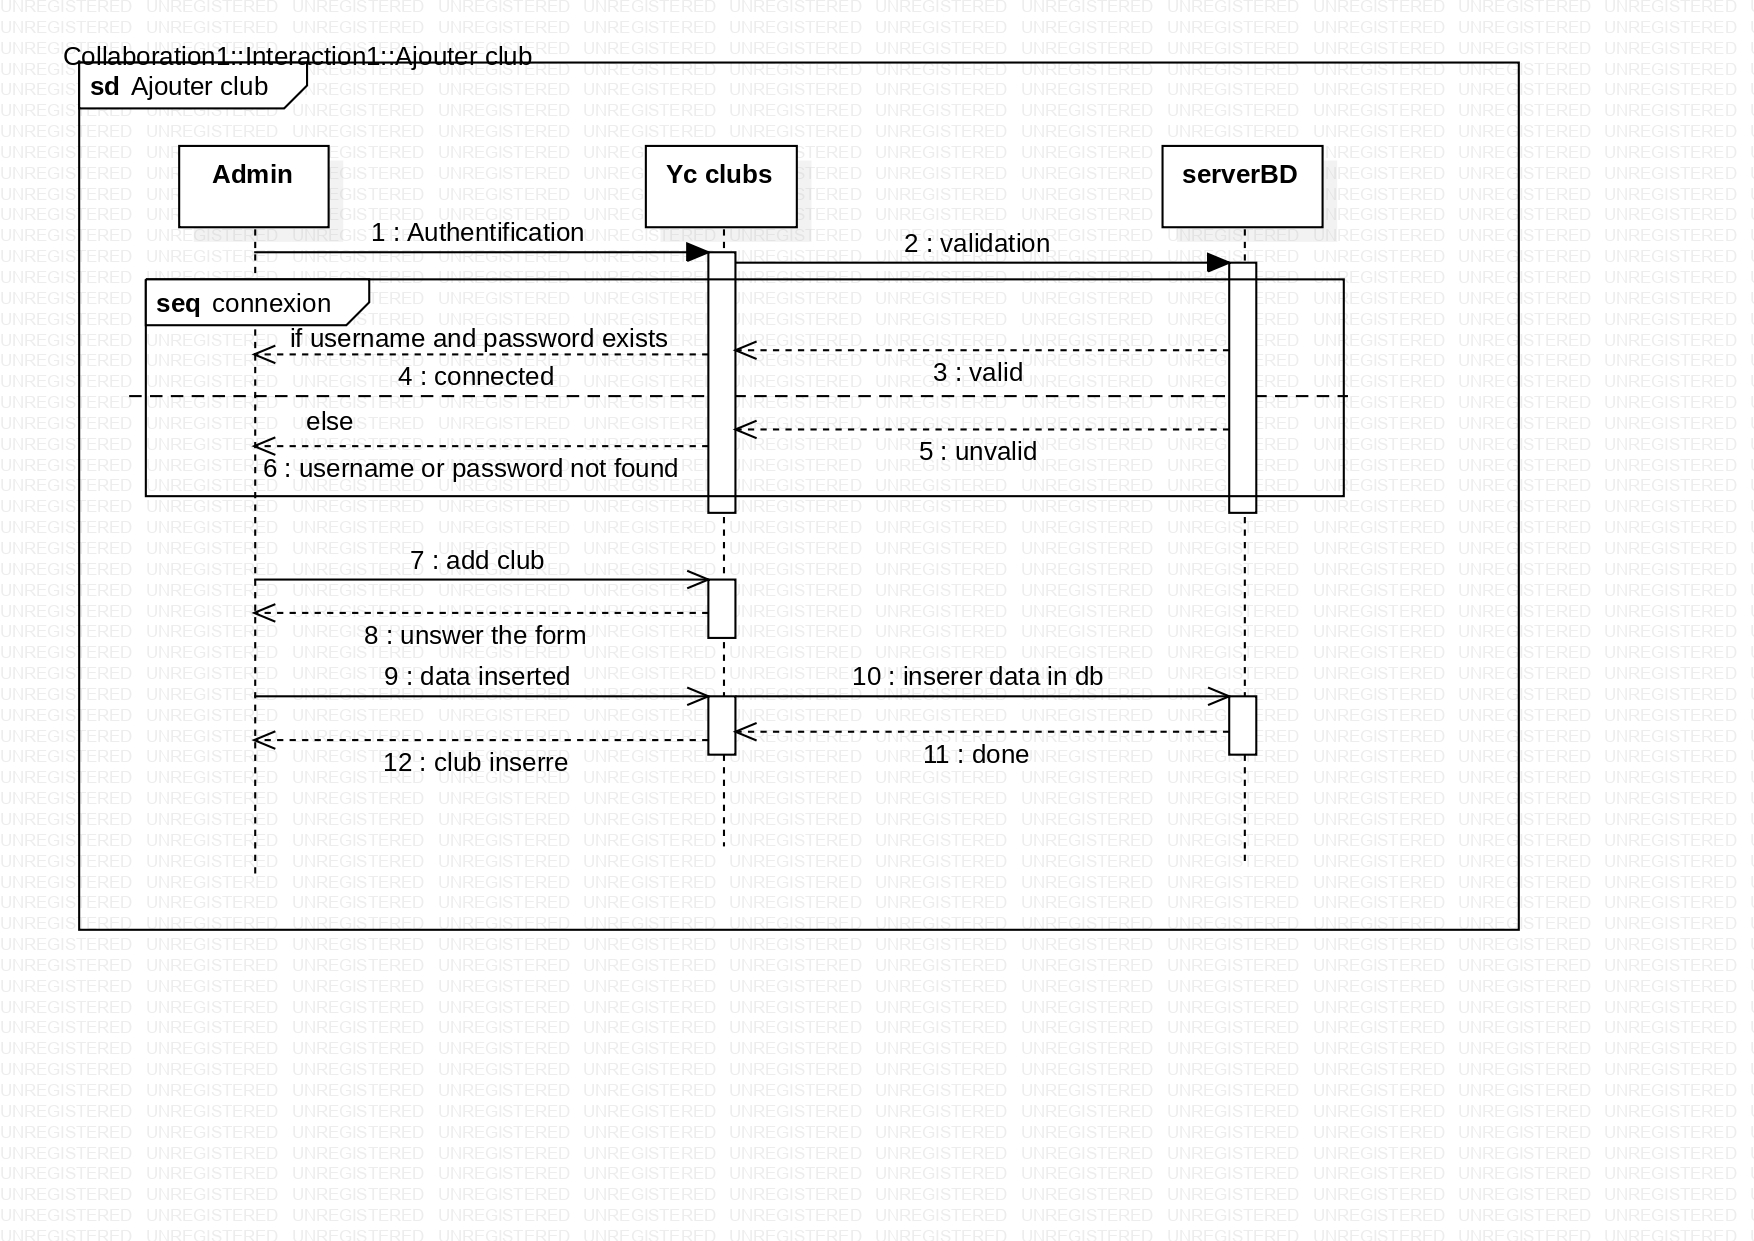 Collaboration1::Interaction1::Ajouter club
sd Ajouter club
Admin
Yc clubs
serverBD
1 : Authentification
2 : validation
seq connexion
if username and password exists
4 : connected
3 : valid
else
5 : unvalid
6 : username or password not found
7 : add club
8 : unswer the form
9 : data inserted
10 : inserer data in db
11 : done
12 : club inserre
UNREGISTERED